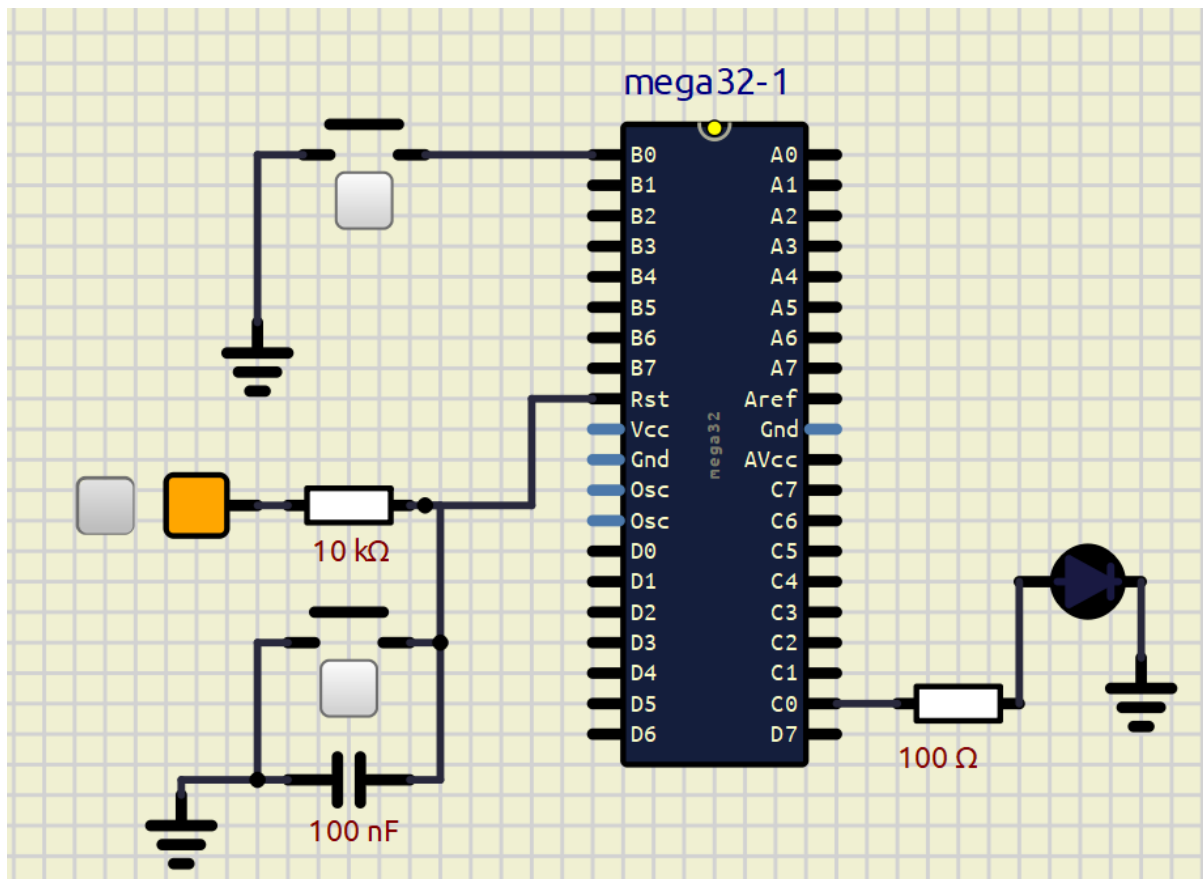 mega32-1
B0 A0
B1 A1
B2 A2
B3 A3
B4 A4
B5 A5
B6 A6
B7 A7
Rst Aref
Vcc Gnd
Gnd AVcc
Osc C7
Osc C6
D0 C5
D1 C4
D2 C3
D3 C2
D4 C1
D5 C0
D6 D7
mega32
10 kΩ
100 nF
100 Ω